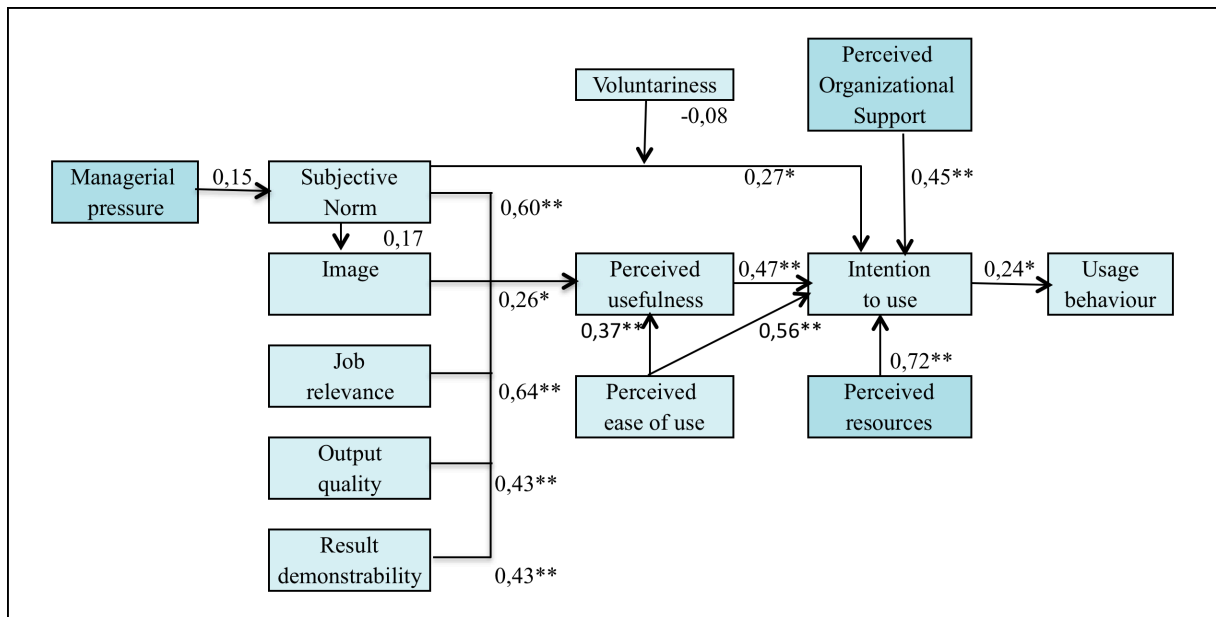 Perceived
Organizational
Support
Voluntariness
-0,08
Managerial
pressure
0,15
Subjective
Norm
0,27*
0,45**
0,60**
0,17
Image
0,26*
Perceived
usefulness
0,47**
Intention
to use
0,24*
Usage
behaviour
0,37**
0,56**
0,72**
Job
relevance
0,64**
Perceived
ease of use
Perceived
resources
Output
quality
0,43**
Result
demonstrability
0,43**